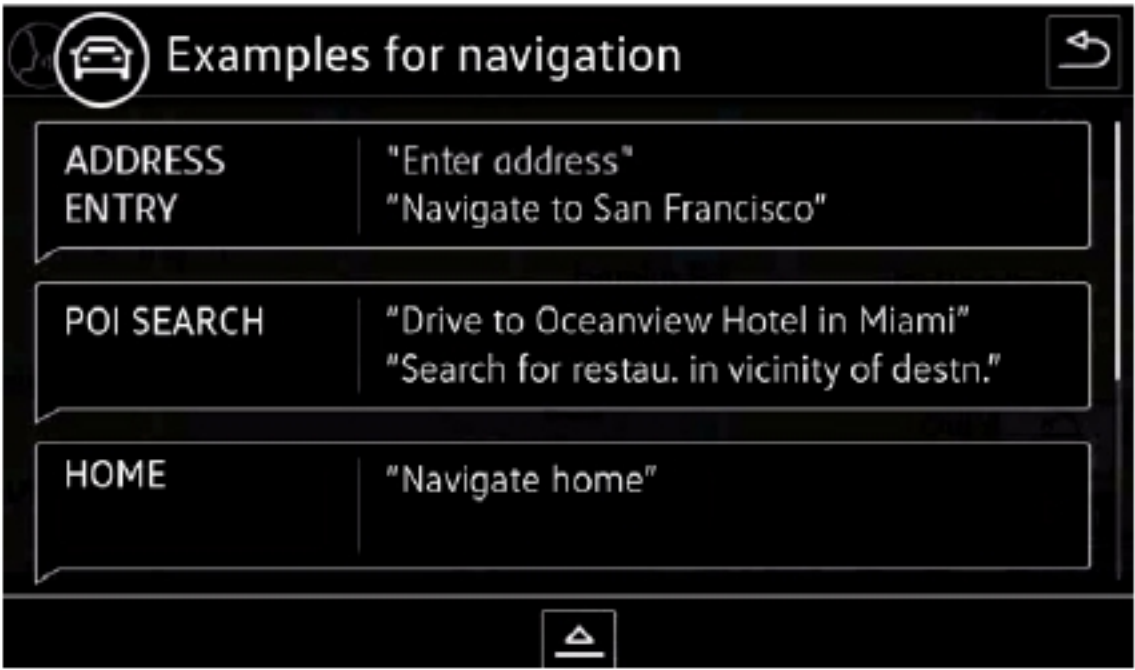 Examples for navigation
ADDRESS
ENTRY
"Enter address"
"Navigate to San Francisco"
POI SEARCH
"Drive to Oceanview Hotel in Miami"
"Search for restau. in vicinity of destn."
HOME
"Navigate home"